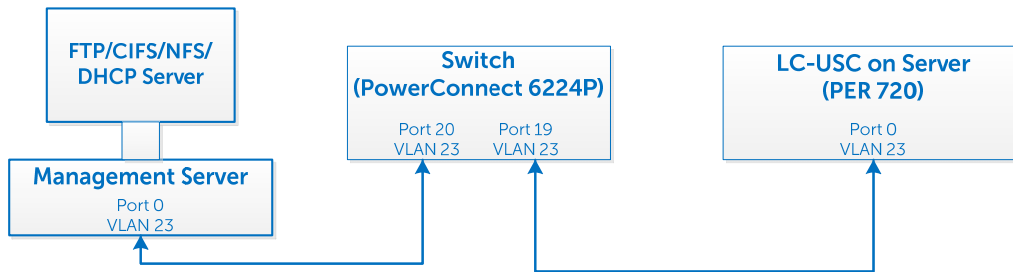 FTP/CIFS/NFS/
DHCP Server
Management Server
Port 0
VLAN 23
Switch
(PowerConnect 6224P)
Port 20
VLAN 23
Port 19
VLAN 23
LC-USC on Server
(PER 720)
Port 0
VLAN 23